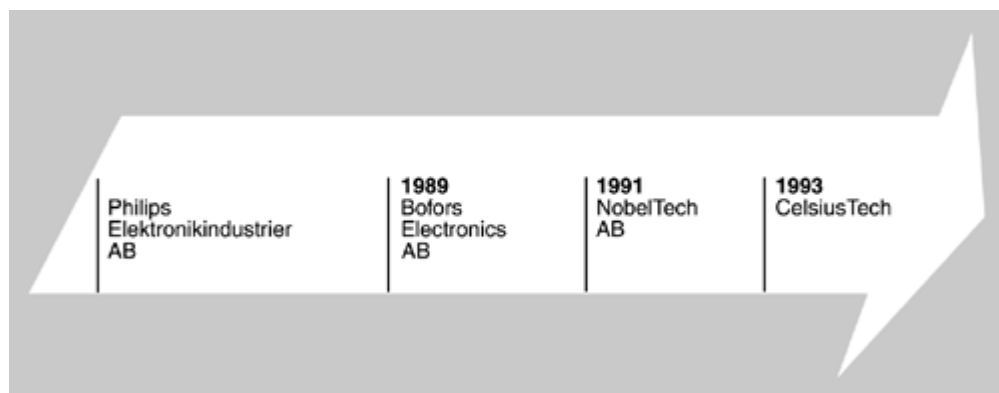 Philips
Elektronikindustrier
AB
1989
Bofors
Electronics
AB
1991
NobelTech
AB
1993
CelsiusTech